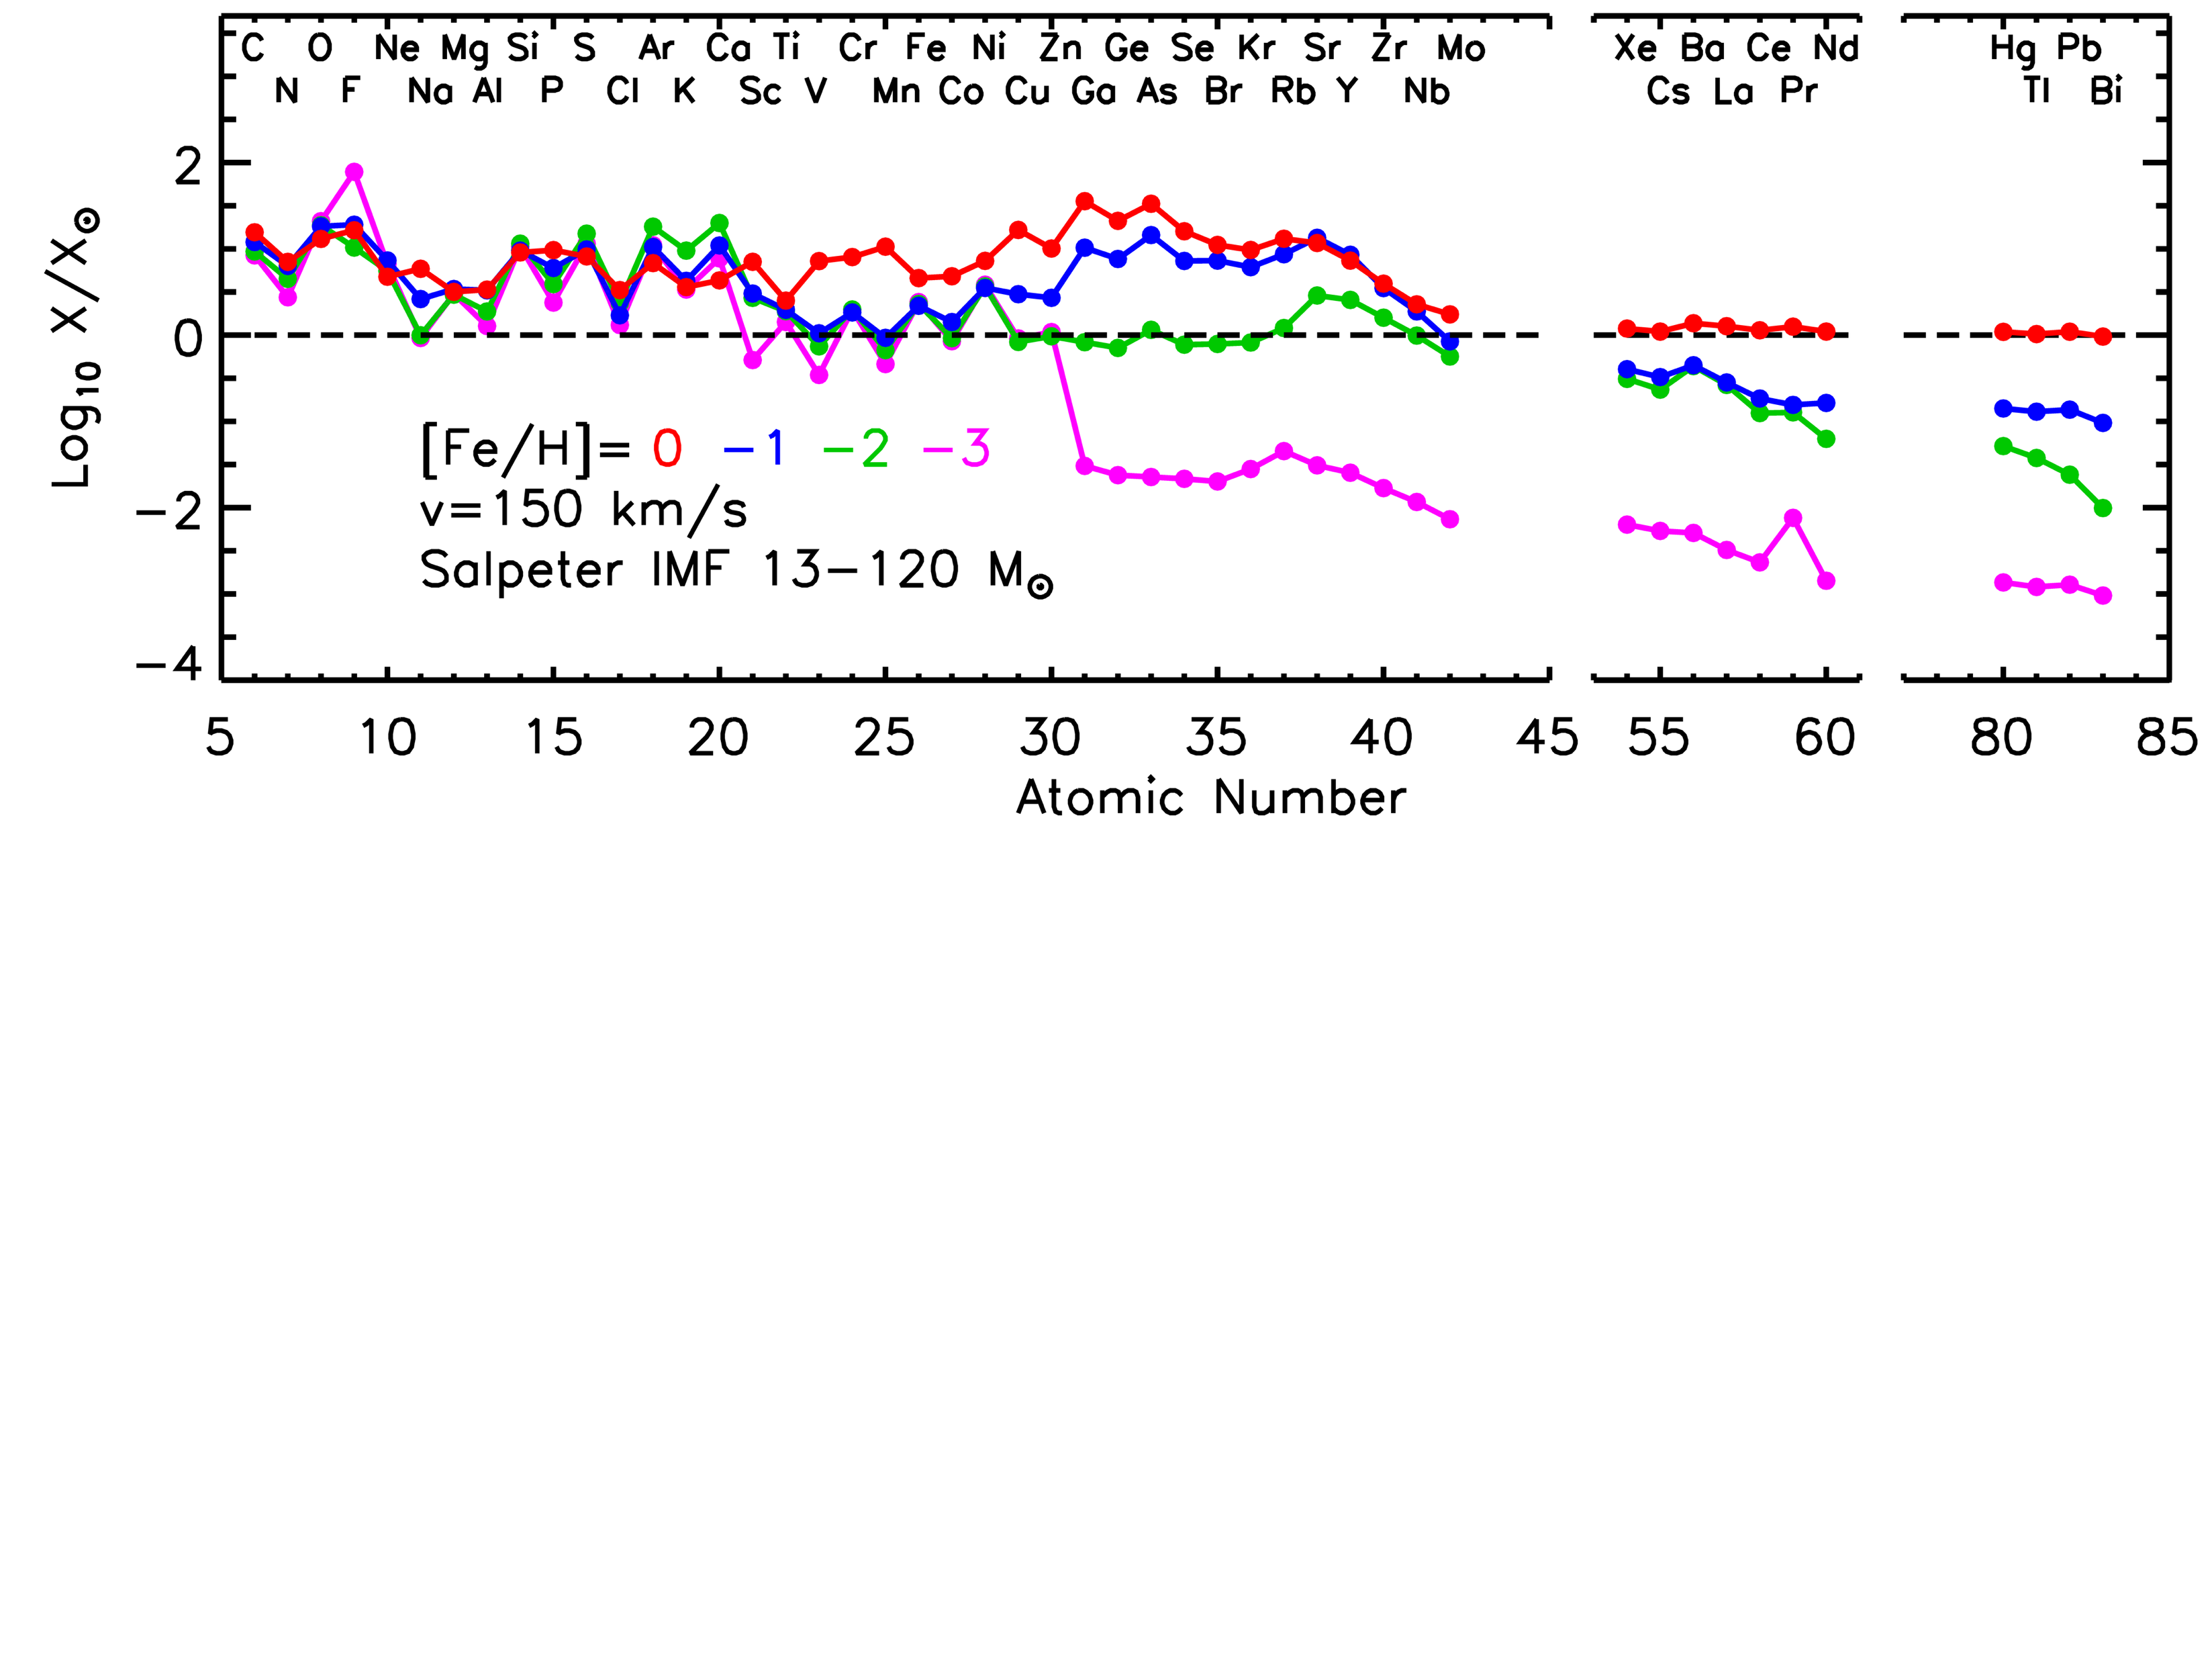 C O Ne Mg Si S Ar Ca Ti Cr Fe Ni Zn Ge Se Kr Sr Zr Mo Xe Ba Ce Nd Hg Pb
N F Na Al P Cl K Sc V Mn Co Cu Ga As Br Rb Y Nb Cs La Pr Tl Bi
2
0
−2
−4
Log₁₀ X//X⊙
[Fe/H]= 0 −1 −2 −3
v=150 km/s
Salpeter IMF 13−120 M⊙
5 10 15 20 25 30 35 40 45 55 60 80 85
Atomic Number